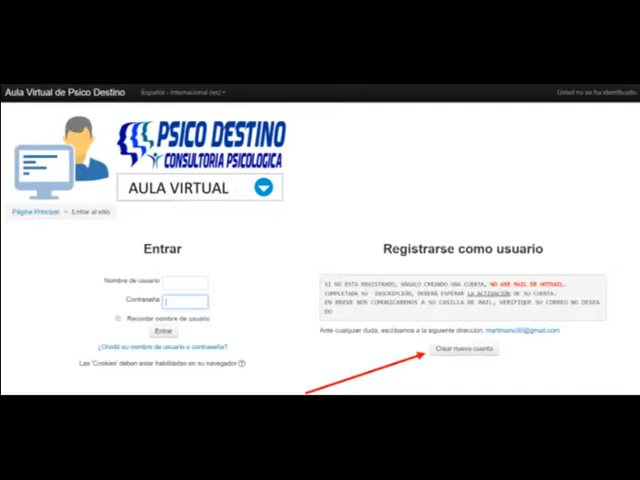 Aula Virtual de Psico Destino Español - Internacional (es) Usted no se ha identificado.
PSICO DESTINO
CONSULTORIA PSICOLOGICA
AULA VIRTUAL
Página Principal Entrar al sitio
Entrar
Nombre de usuario
Contraseña
Recordar nombre de usuario
Entrar
¿Olvidó su nombre de usuario o contraseña?
Las 'Cookies' deben estar habilitadas en su navegador
Registrarse como usuario
SI NO ESTA REGISTRADO, HAGALO CREANDO UNA CUENTA, NO USE MAIL DE HOTMAIL.
COMPLETADA SU INSCRIPCIÓN, DEBERÁ ESPERAR LA ACTIVACIÓN DE SU CUENTA.
EN BREVE NOS COMUNICAREMOS A SU CASILLA DE MAIL, VERIFIQUE SU CORREO NO DESEA
DO
Ante cualquier duda, escribamos a la siguiente dirección: martiniano30@gmail.com
Crear nueva cuenta